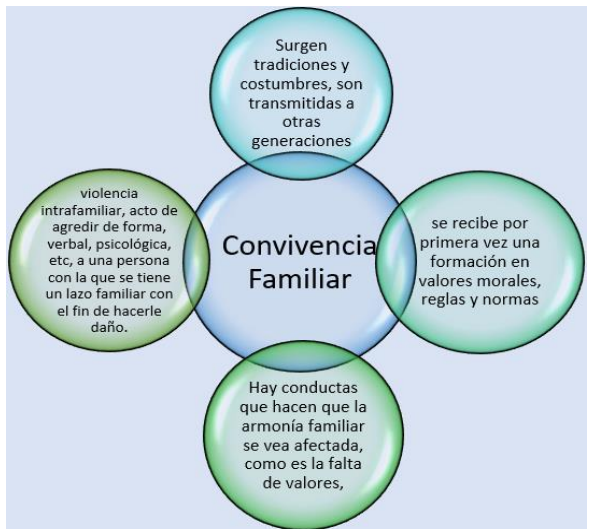 Surgen
tradiciones y
costumbres, son
transmitidas a
otras
generaciones
violencia
intrafamiliar, acto de
agredir de forma,
verbal, psicológica,
etc, a una persona
con la que se tiene
un lazo familiar con
el fin de hacerle
daño.
Convivencia
Familiar
se recibe por
primera vez una
formación en
valores morales,
reglas y normas
Hay conductas
que hacen que la
armonía familiar
se vea afectada,
como es la falta
de valores,